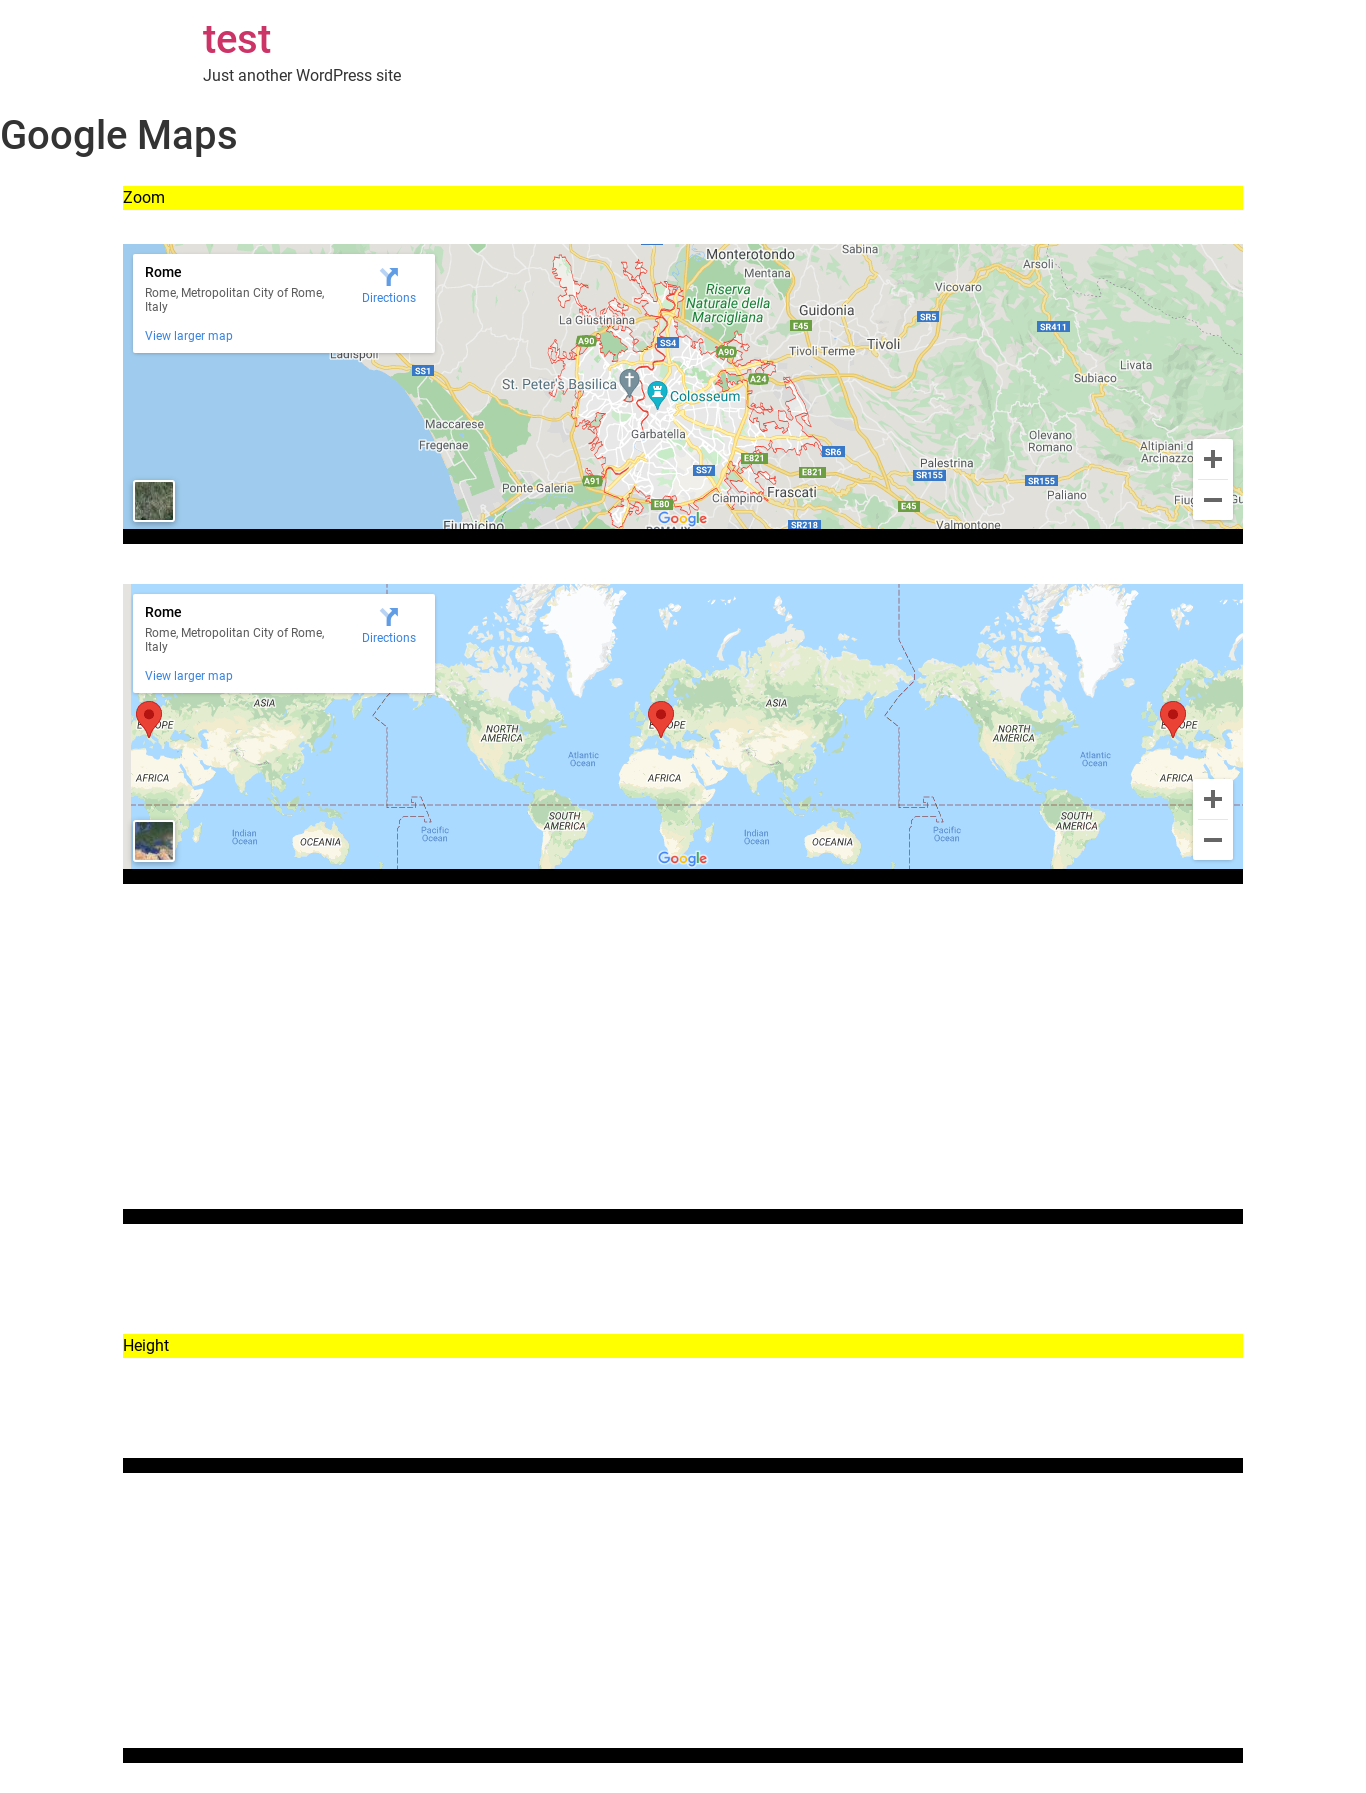 test
Just another WordPress site
Google Maps
Zoom
Rome
Rome, Metropolitan City of Rome,
Italy
Directions
View larger map
Monterotondo
Sabina
Mentana
Arsoli
Riserva
Naturale della
Marcigliana
Vicovaro
Guidonia
La Giustiniana
E45
SR5
SR411
A90
SS4
A90
Tivoli Terme
Tivoli
Ladispoli
SS1
Livata
St. Peter's Basilica
A24
Subiaco
Colosseum
Maccarese
Garbatella
Olevano
Romano
Fregenae
SR6
Altipiani d
Arcinazzo
E821
Palestrina
SS7
E821
SR155
SR155
A91
Ponte Galeria
Ciampino
Frascati
Paliano
E80
E45
Google
SR218
Valmontone
Fiumicino
Rome
Rome, Metropolitan City of Rome,
Italy
Directions
View larger map
ASIA
ASIA
NORTH
AMERICA
NORTH
AMERICA
Atlantic
Ocean
Atlantic
Ocean
AFRICA
AFRICA
AFRICA
SOUTH
AMERICA
SOUTH
AMERICA
Indian
Ocean
OCEANIA
Pacific
Ocean
Indian
Ocean
OCEANIA
Pacific
Ocean
Google
Height